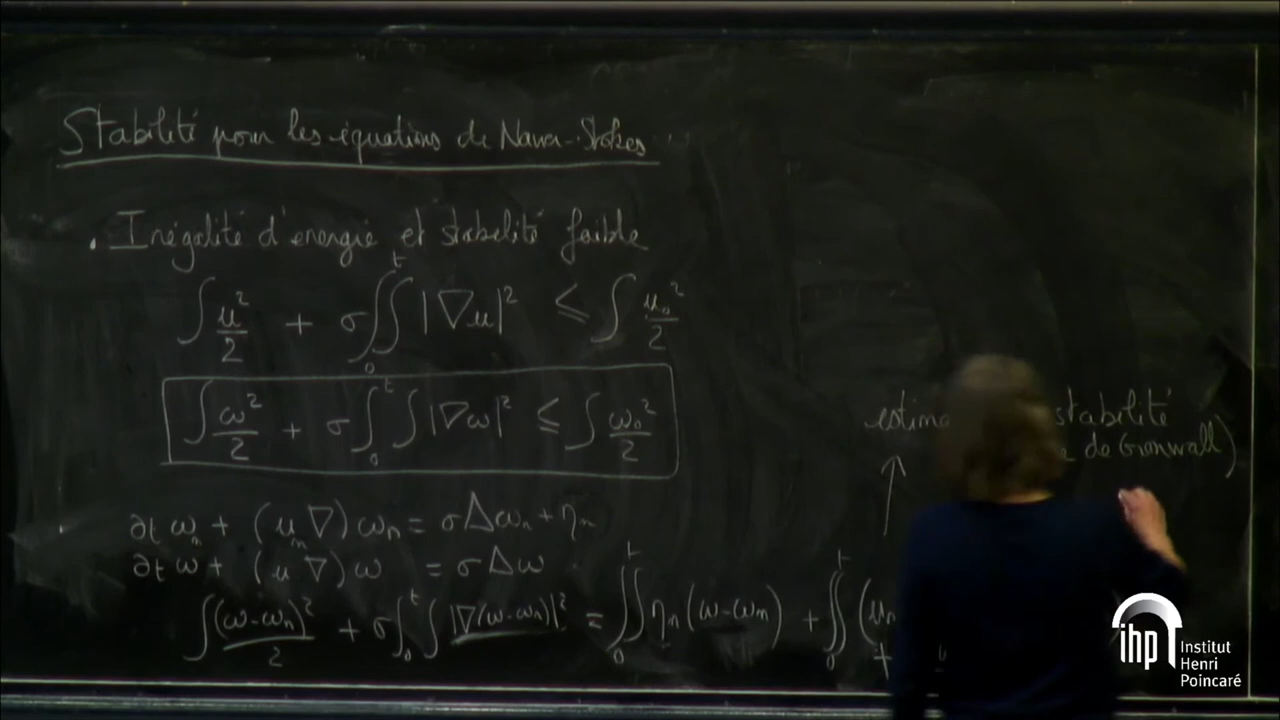 Stabilité pour les équations de Navier-Stokes
. Inégalité d'énergie et stabilité faible
∫ u²/2 + σ ∫₀ᵗ ∫ |∇u|² ≤ ∫ u₀²/2
∫ ω²/2 + σ ∫₀ᵗ ∫ |∇ω|² ≤ ∫ ω₀²/2
stabilité
de Gronwall)
↑
. ∂t ωₙ + (uₙ ∇) ωₙ = σ Δωₙ + ηₙ
∂t ω + (u ∇) ω = σ Δω
∫ (ω-ωₙ)²/2 + σ ∫₀ᵗ ∫ |∇(ω-ωₙ)|² = ∫₀ᵗ ∫ ηₙ (ω-ωₙ) + ∫₀ᵗ ∫ (uₙ
ihp Institut
Henri
Poincaré